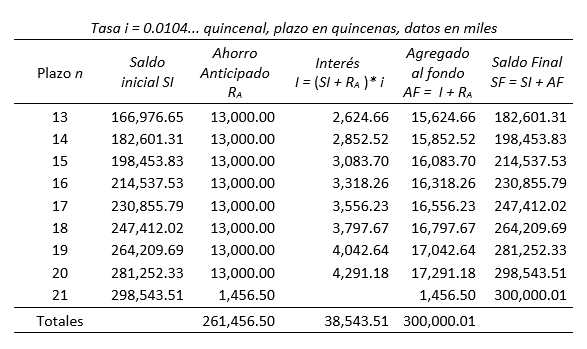 Tasa i = 0.0104... quincenal, plazo en quincenas, datos en miles
Plazo n Saldo inicial SI Ahorro Anticipado RA Interés I = (SI + RA )* i Agregado al fondo AF = I + RA Saldo Final SF = SI + AF
13 166,976.65 13,000.00 2,624.66 15,624.66 182,601.31
14 182,601.31 13,000.00 2,852.52 15,852.52 198,453.83
15 198,453.83 13,000.00 3,083.70 16,083.70 214,537.53
16 214,537.53 13,000.00 3,318.26 16,318.26 230,855.79
17 230,855.79 13,000.00 3,556.23 16,556.23 247,412.02
18 247,412.02 13,000.00 3,797.67 16,797.67 264,209.69
19 264,209.69 13,000.00 4,042.64 17,042.64 281,252.33
20 281,252.33 13,000.00 4,291.18 17,291.18 298,543.51
21 298,543.51 1,456.50 1,456.50 300,000.01
Totales 261,456.50 38,543.51 300,000.01